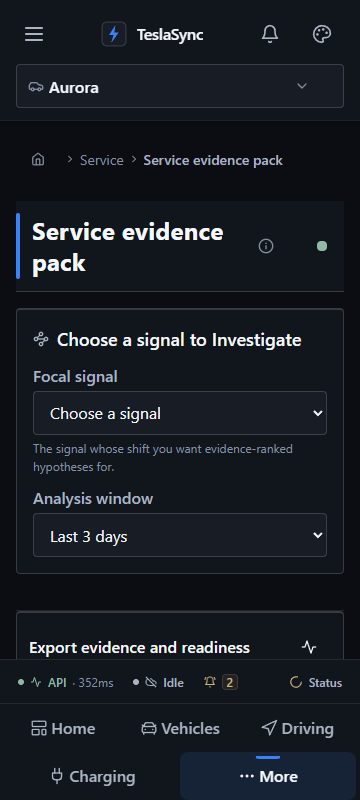 TeslaSync
Aurora
Service
Service evidence pack
Service evidence
pack
Choose a signal to Investigate
Focal signal
Choose a signal
The signal whose shift you want evidence-ranked
hypotheses for.
Analysis window
Last 3 days
Export evidence and readiness
API · 352ms
Idle
2
Status
Home
Vehicles
Driving
Charging
More